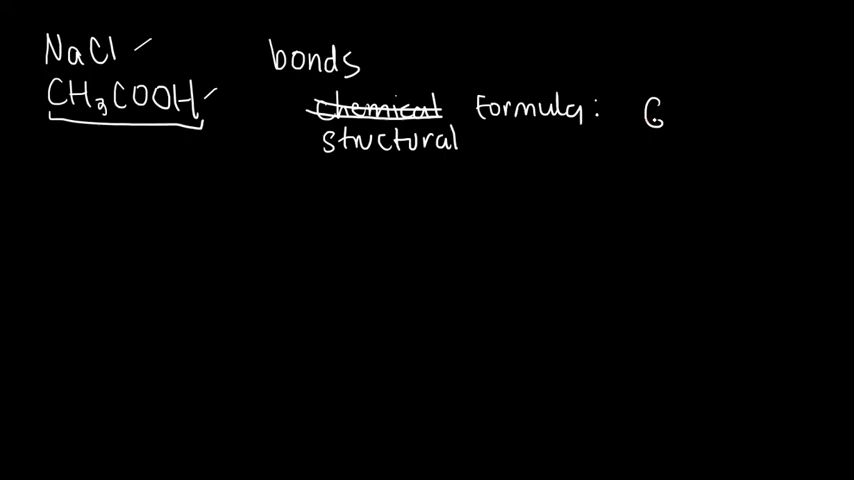 NaCl
CH₃COOH
bonds
~~chemical~~ Formula:
structural